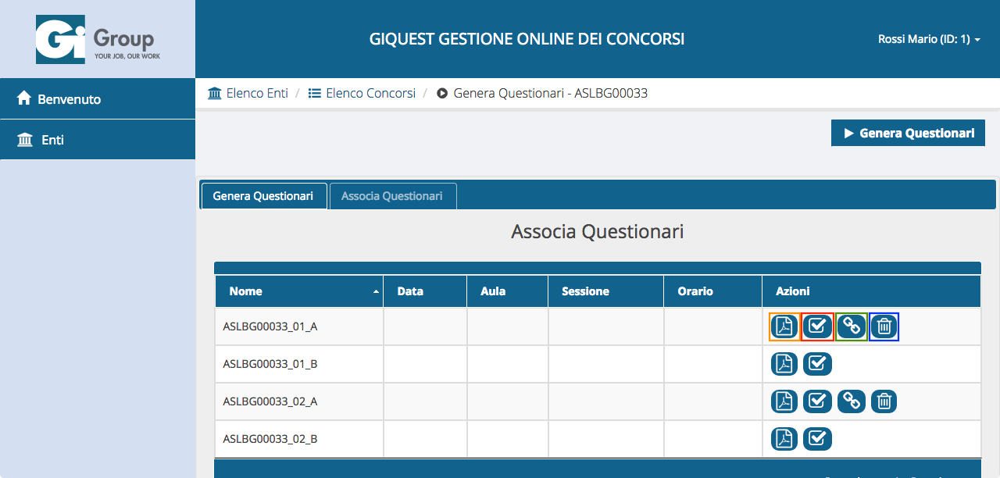 Gi Group
YOUR JOB, OUR WORK
GIQUEST GESTIONE ONLINE DEI CONCORSI
Rossi Mario (ID: 1)
Benvenuto
Enti
Elenco Enti / Elenco Concorsi / Genera Questionari - ASLBG00033
Genera Questionari
Genera Questionari
Associa Questionari
Associa Questionari
Nome Data Aula Sessione Orario Azioni
ASLBG00033_01_A
ASLBG00033_01_B
ASLBG00033_02_A
ASLBG00033_02_B